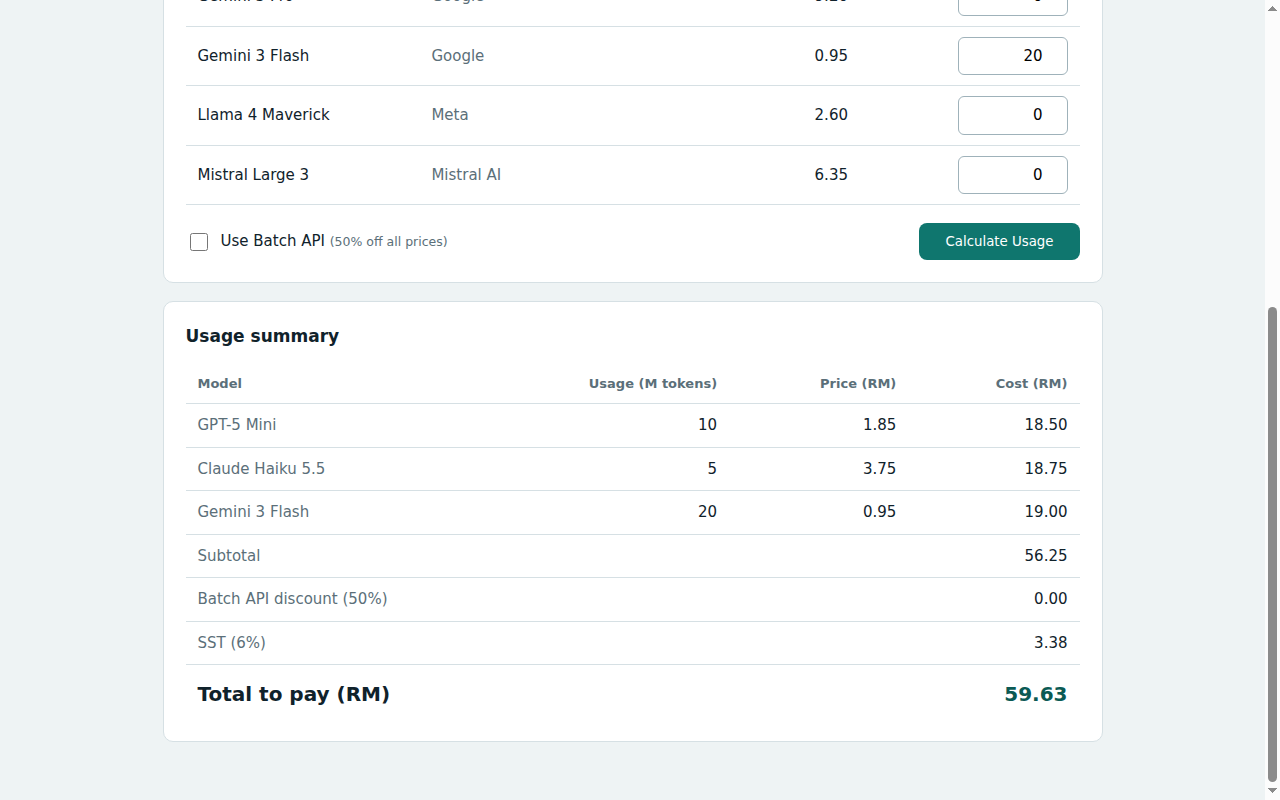 Gemini 3 Flash Google 0.95 20
Llama 4 Maverick Meta 2.60 0
Mistral Large 3 Mistral AI 6.35 0
Use Batch API (50% off all prices) Calculate Usage
Usage summary
Model Usage (M tokens) Price (RM) Cost (RM)
GPT-5 Mini 10 1.85 18.50
Claude Haiku 5.5 5 3.75 18.75
Gemini 3 Flash 20 0.95 19.00
Subtotal 56.25
Batch API discount (50%) 0.00
SST (6%) 3.38
Total to pay (RM) 59.63